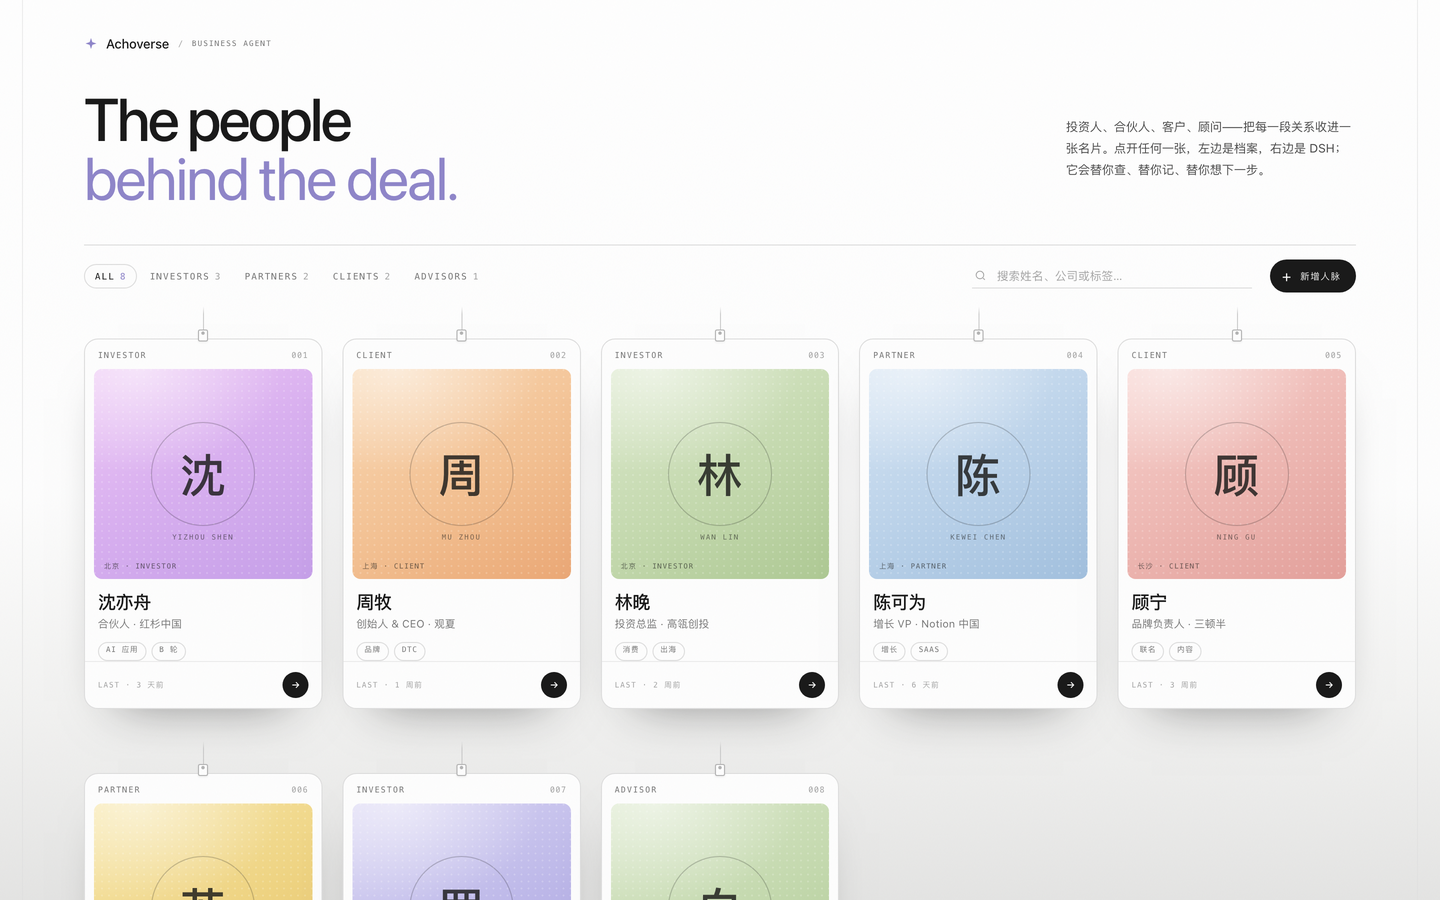 Achoverse / BUSINESS AGENT
The people
behind the deal.
投资人、合伙人、客户、顾问——把每一段关系收进一
张名片。点开任何一张，左边是档案，右边是 DSH；
它会替你查、替你记、替你想下一步。
ALL 8 INVESTORS 3 PARTNERS 2 CLIENTS 2 ADVISORS 1
搜索姓名、公司或标签...
+ 新增人脉
INVESTOR 001
沈
YIZHOU SHEN
北京 · INVESTOR
沈亦舟
合伙人 · 红杉中国
AI 应用 B 轮
LAST · 3 天前
CLIENT 002
周
MU ZHOU
上海 · CLIENT
周牧
创始人 & CEO · 观夏
品牌 DTC
LAST · 1 周前
INVESTOR 003
林
WAN LIN
北京 · INVESTOR
林晚
投资总监 · 高瓴创投
消费 出海
LAST · 2 周前
PARTNER 004
陈
KEWEI CHEN
上海 · PARTNER
陈可为
增长 VP · Notion 中国
增长 SAAS
LAST · 6 天前
CLIENT 005
顾
NING GU
长沙 · CLIENT
顾宁
品牌负责人 · 三顿半
联名 内容
LAST · 3 周前
PARTNER 006
INVESTOR 007
ADVISOR 008